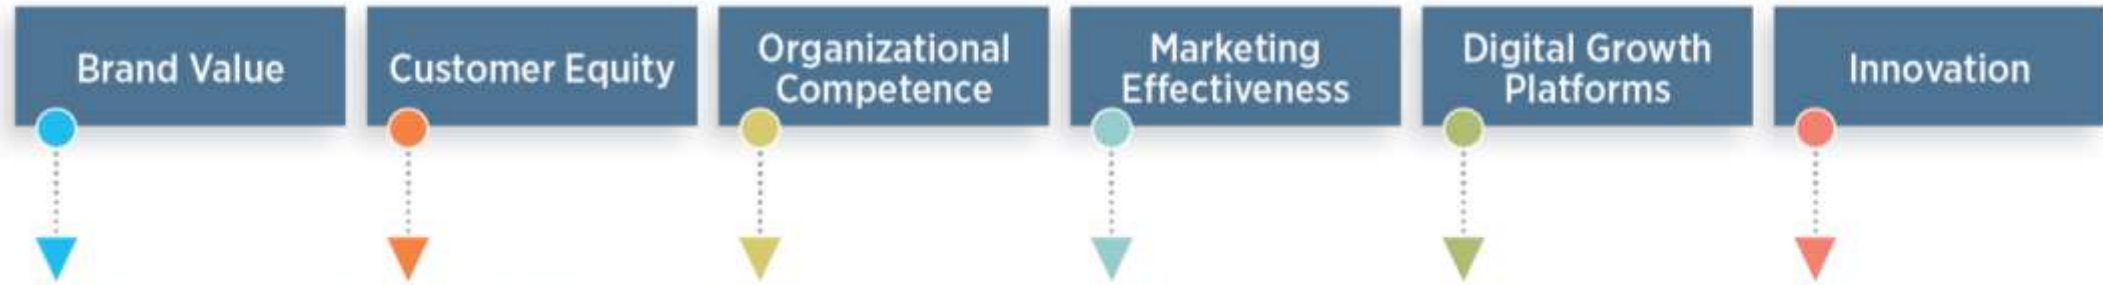 Brand Value
Customer Equity
Organizational
Competence
Marketing
Effectiveness
Digital Growth
Platforms
Innovation